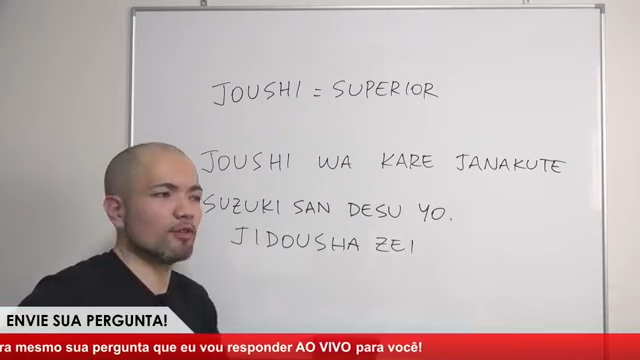 JOUSHI = SUPERIOR
JOUSHI WA KARE JANAKUTE
SUZUKI SAN DESU YO.
JIDOUSHA ZEI
ENVIE SUA PERGUNTA!
ra mesmo sua pergunta que eu vou responder AO VIVO para você!